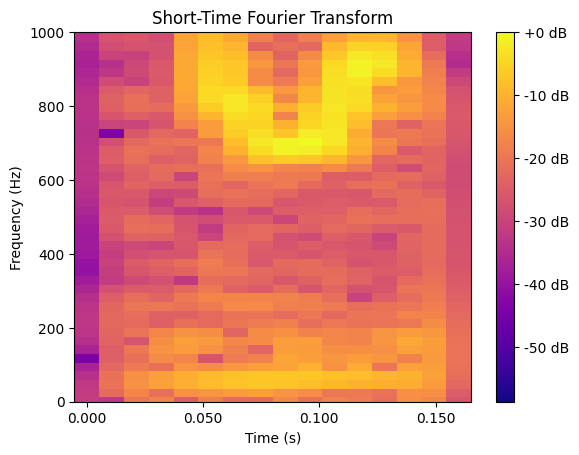 Short-Time Fourier Transform
1000
800
600
400
200
0
Frequency (Hz)
0.000
0.050
0.100
0.150
Time (s)
+0 dB
-10 dB
-20 dB
-30 dB
-40 dB
-50 dB